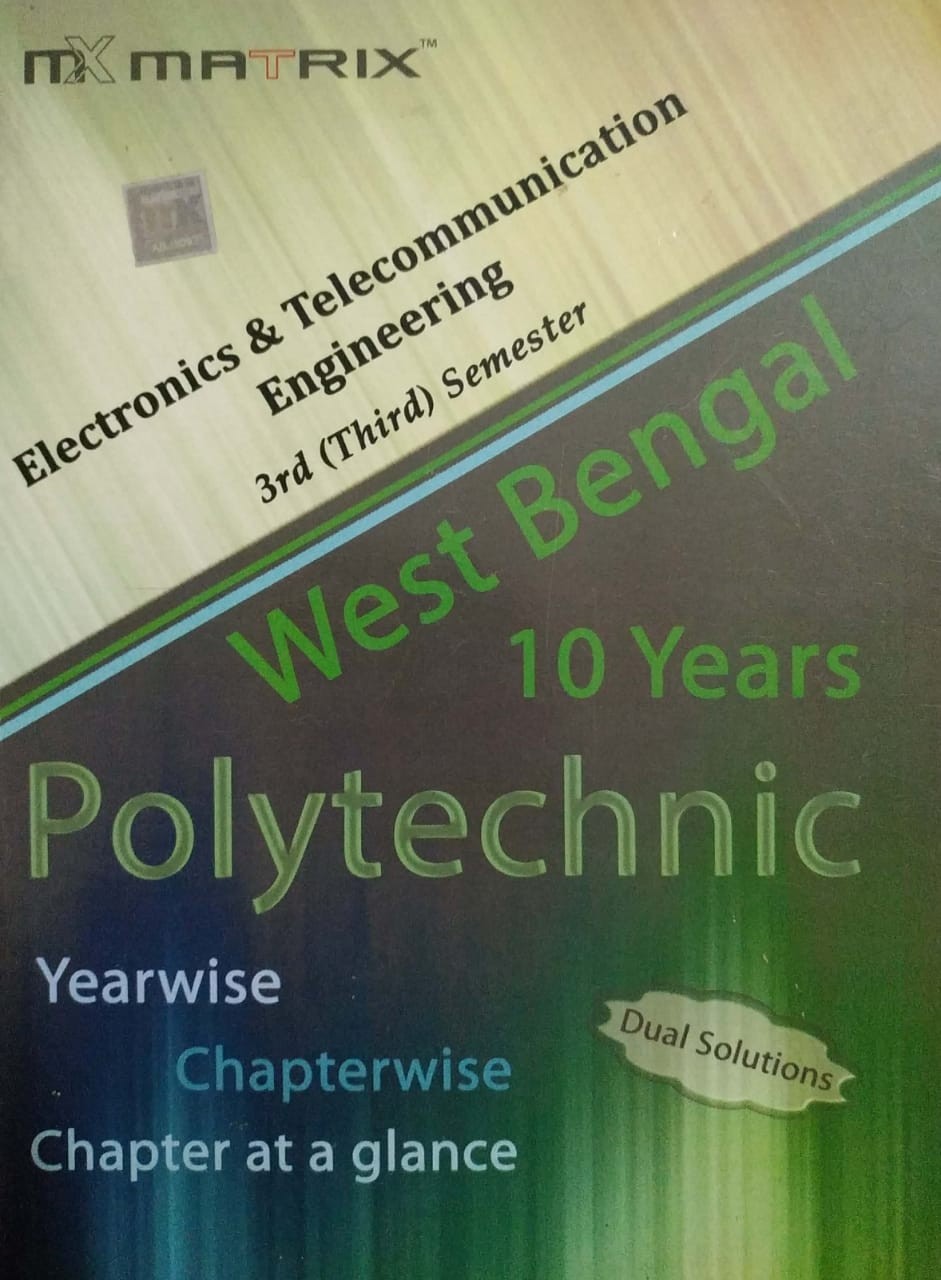 mx MATRIX™
Electronics & Telecommunication
Engineering
3rd (Third) Semester
West Bengal
10 Years
Polytechnic
Yearwise
Chapterwise
Chapter at a glance
Dual Solutions